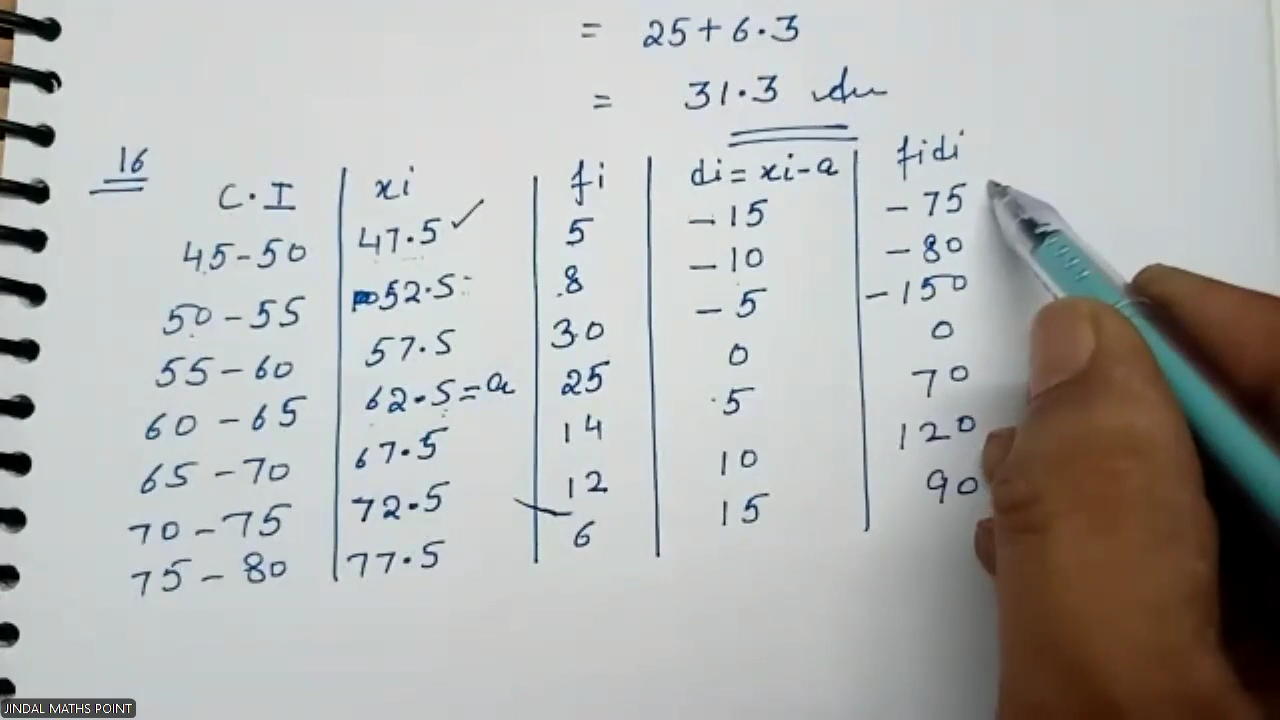 = 25 + 6.3
= 31.3 Ans
16
C.I xi fi di = xi - a fidi
45 - 50 47.5 ✓ 5 - 15 - 75
50 - 55 52.5 8 - 10 - 80
55 - 60 57.5 30 - 5 - 150
60 - 65 62.5 = a 25 0 0
65 - 70 67.5 14 5 70
70 - 75 72.5 12 10 120
75 - 80 77.5 6 15 90
JINDAL MATHS POINT